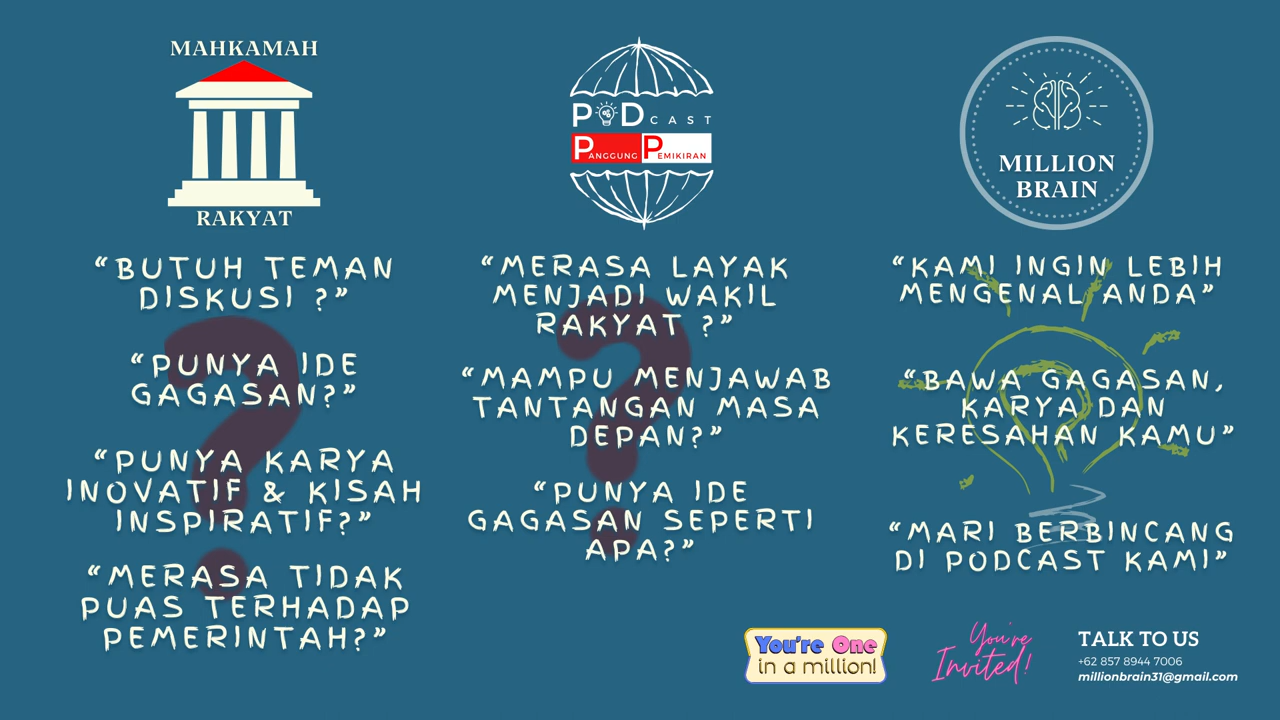 MAHKAMAH
RAKYAT
“BUTUH TEMAN
DISKUSI ?”
“PUNYA IDE
GAGASAN?”
“PUNYA KARYA
INOVATIF & KISAH
INSPIRATIF?”
“MERASA TIDAK
PUAS TERHADAP
PEMERINTAH?”
PODCAST
PANGGUNG PEMIKIRAN
“MERASA LAYAK
MENJADI WAKIL
RAKYAT ?”
“MAMPU MENJAWAB
TANTANGAN MASA
DEPAN?”
“PUNYA IDE
GAGASAN SEPERTI
APA?”
MILLION
BRAIN
“KAMI INGIN LEBIH
MENGENAL ANDA”
“BAWA GAGASAN,
KARYA DAN
KERESAHAN KAMU”
“MARI BERBINCANG
DI PODCAST KAMI”
You're One
in a million!
You're
Invited!
TALK TO US
+62 857 8944 7006
millionbrain31@gmail.com